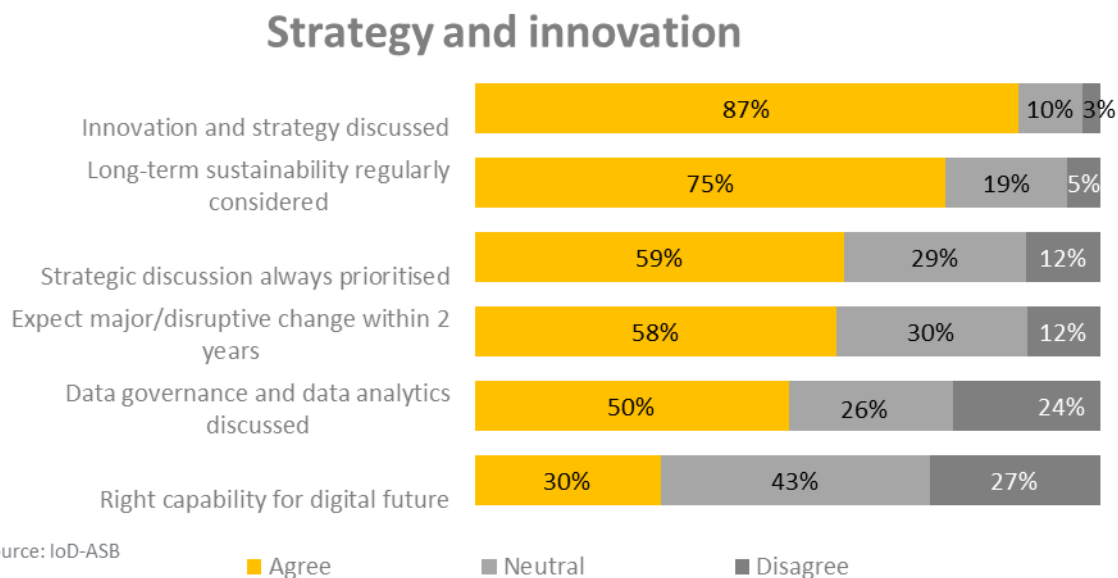 Strategy and innovation
Innovation and strategy discussed
87% 10% 3%
Long-term sustainability regularly
considered
75% 19% 5%
Strategic discussion always prioritised
59% 29% 12%
Expect major/disruptive change within 2
years
58% 30% 12%
Data governance and data analytics
discussed
50% 26% 24%
Right capability for digital future
30% 43% 27%
ource: IoD-ASB
Agree Neutral Disagree